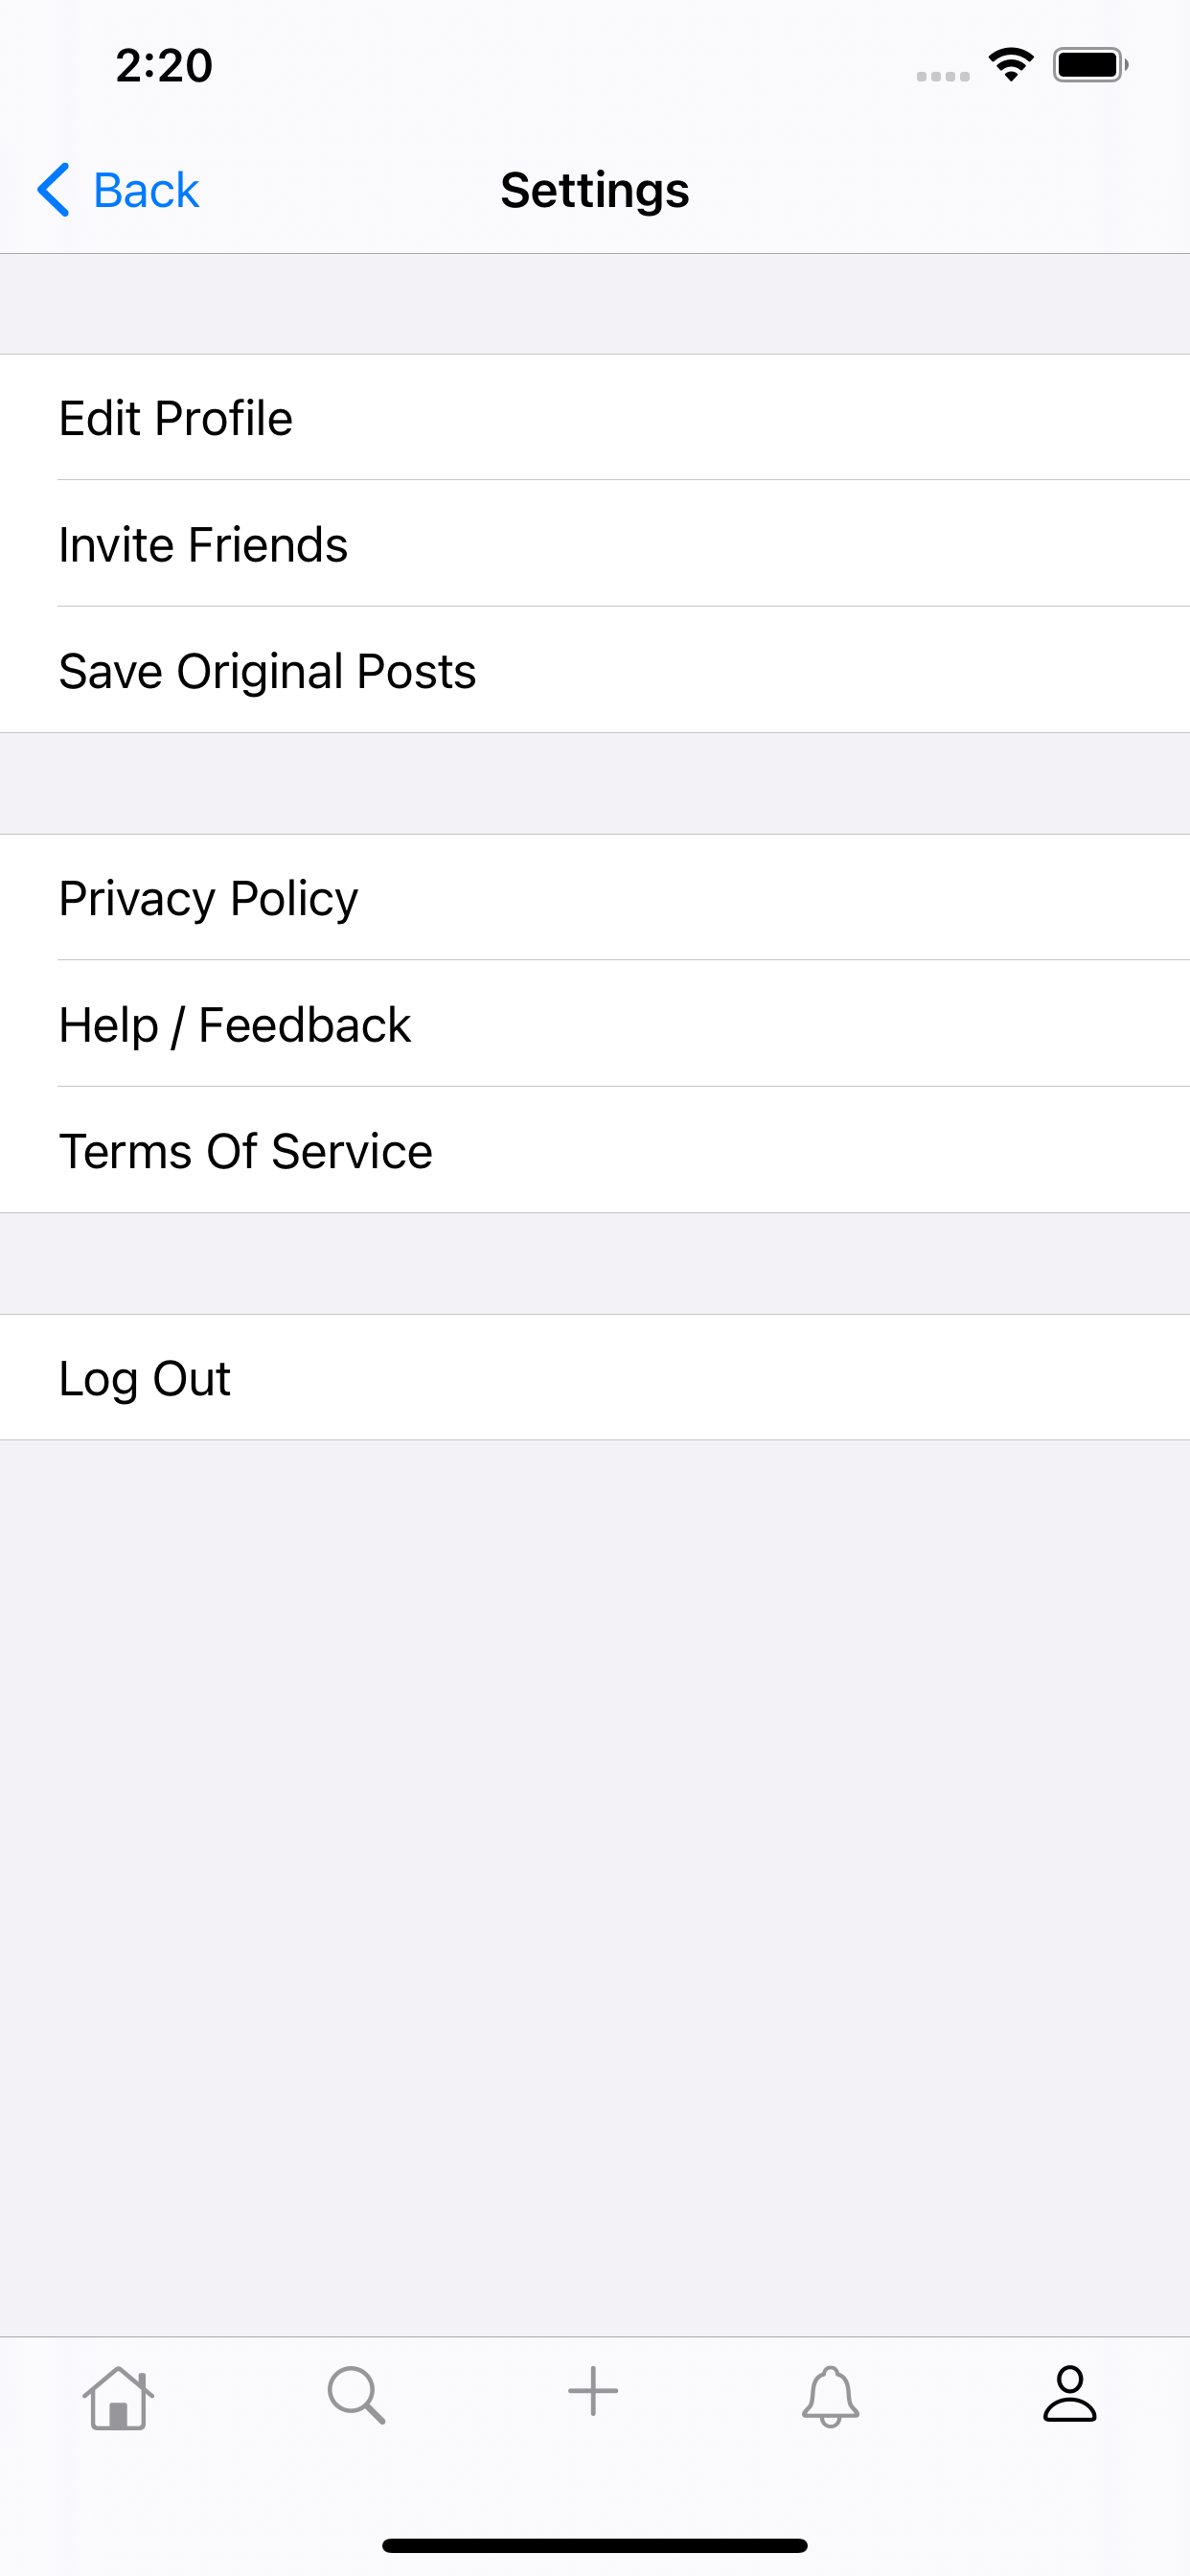 2:20
Back
Settings
Edit Profile
Invite Friends
Save Original Posts
Privacy Policy
Help / Feedback
Terms Of Service
Log Out